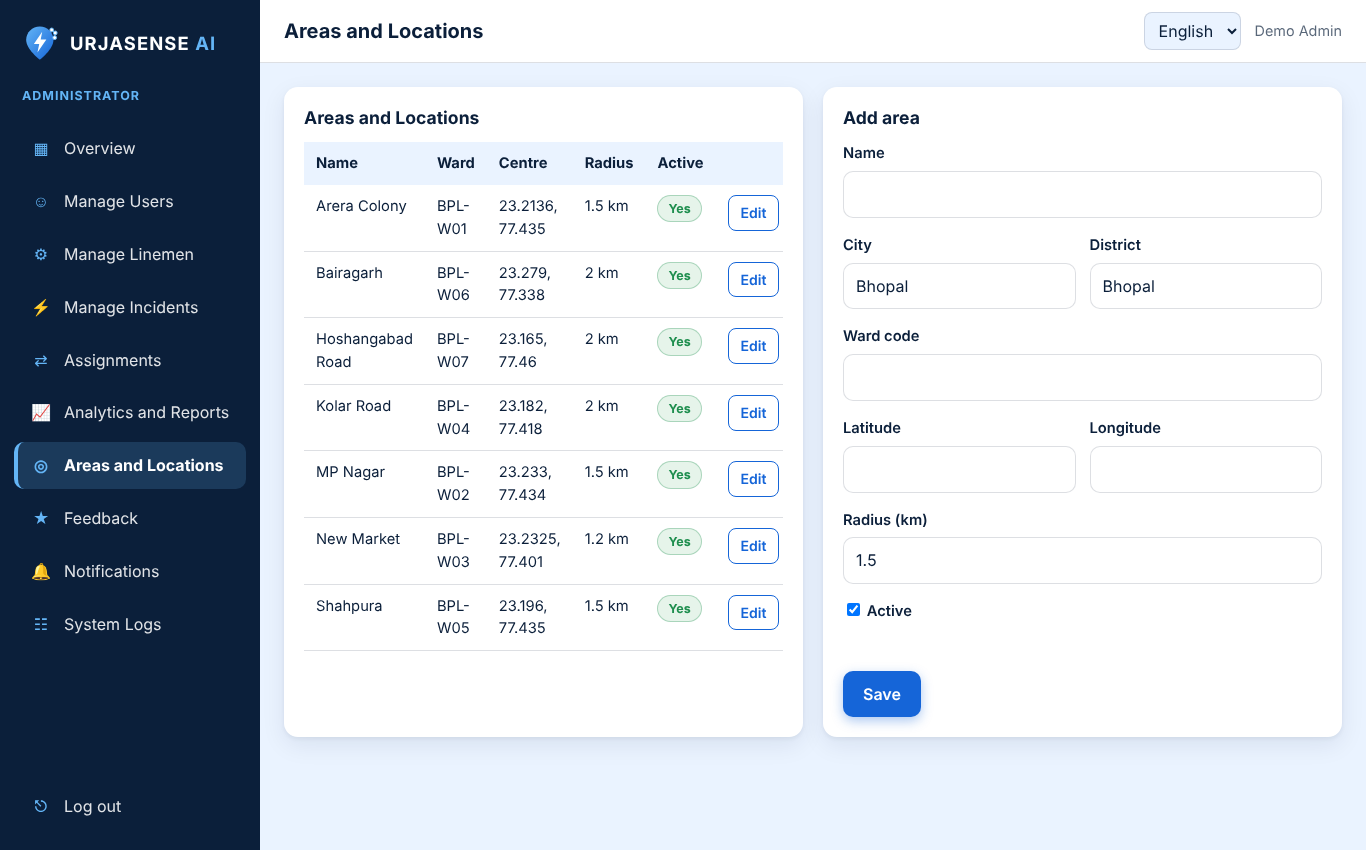 URJASENSE AI
ADMINISTRATOR
Overview
Manage Users
Manage Linemen
Manage Incidents
Assignments
Analytics and Reports
Areas and Locations
Feedback
Notifications
System Logs
Log out
Areas and Locations
English
Demo Admin
Areas and Locations
Name Ward Centre Radius Active
Arera Colony BPL- 23.2136, 1.5 km Yes Edit
W01 77.435
Bairagarh BPL- 23.279, 2 km Yes Edit
W06 77.338
Hoshangabad BPL- 23.165, 2 km Yes Edit
Road W07 77.46
Kolar Road BPL- 23.182, 2 km Yes Edit
W04 77.418
MP Nagar BPL- 23.233, 1.5 km Yes Edit
W02 77.434
New Market BPL- 23.2325, 1.2 km Yes Edit
W03 77.401
Shahpura BPL- 23.196, 1.5 km Yes Edit
W05 77.435
Add area
Name
City District
Bhopal Bhopal
Ward code
Latitude Longitude
Radius (km)
1.5
Active
Save